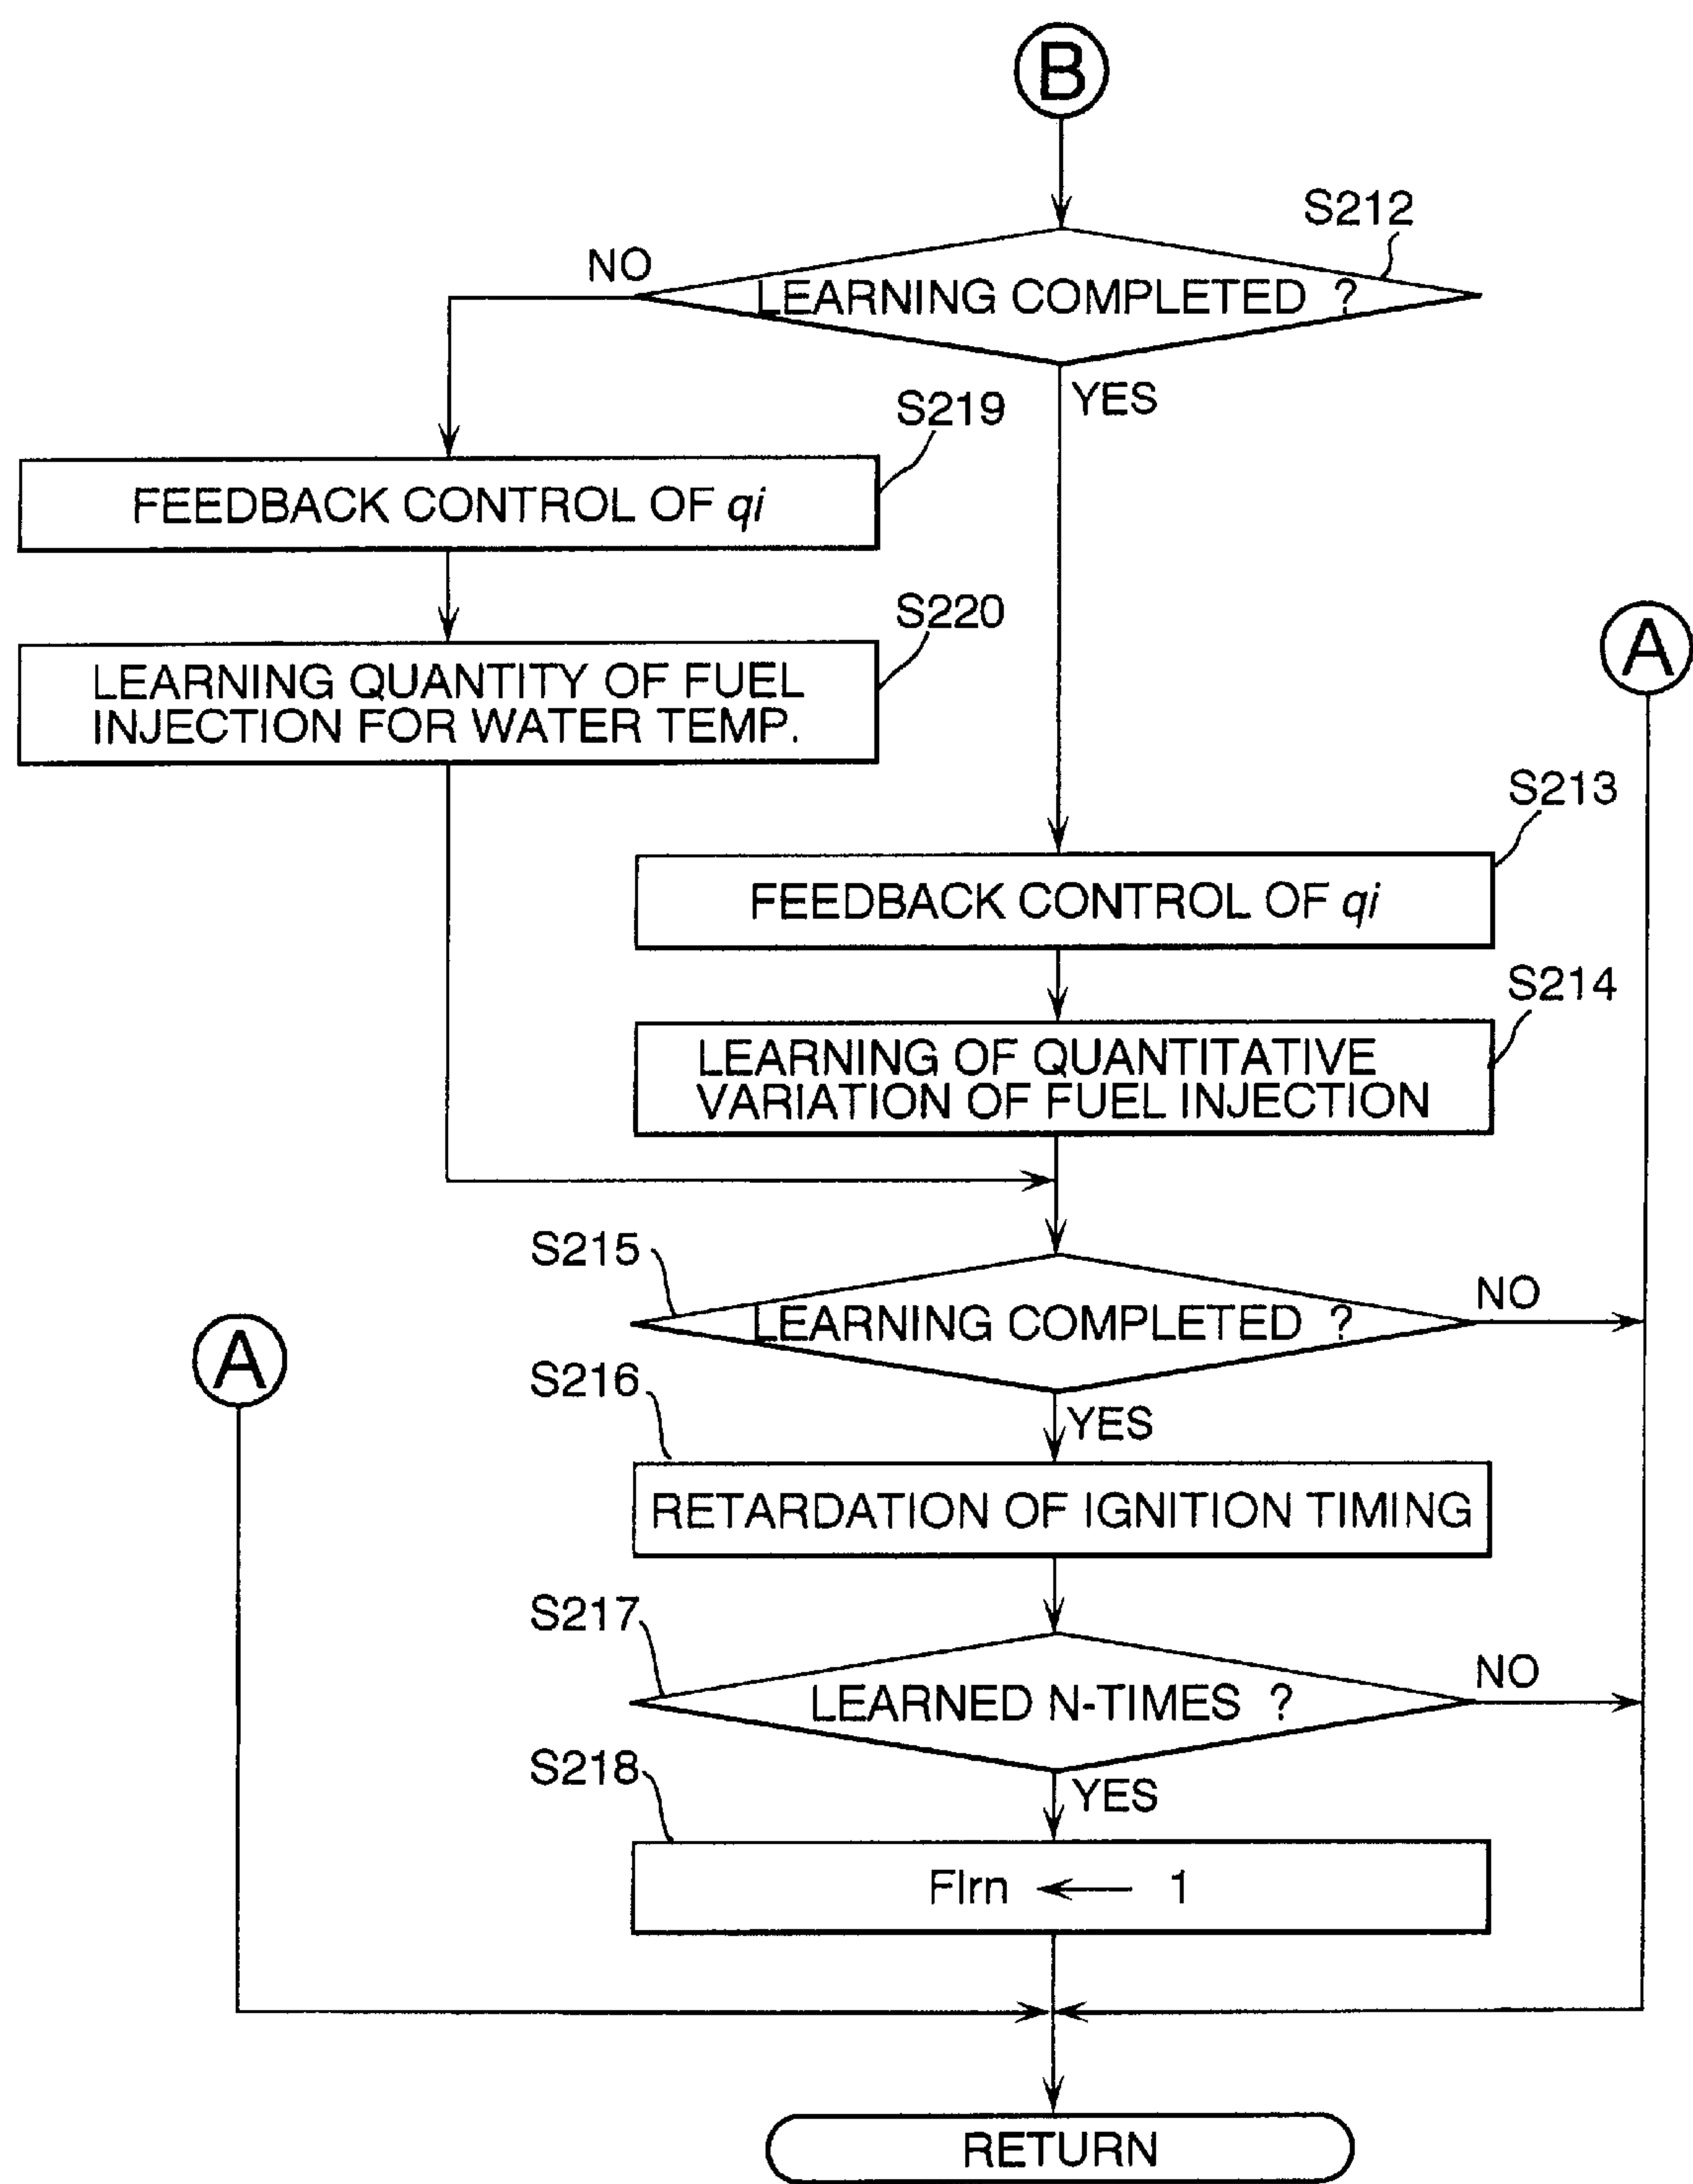 B
S212
NO
LEARNING COMPLETED ?
YES
S219
FEEDBACK CONTROL OF qi
S220
A
LEARNING QUANTITY OF FUEL
INJECTION FOR WATER TEMP.
S213
FEEDBACK CONTROL OF qi
S214
LEARNING OF QUANTITATIVE
VARIATION OF FUEL INJECTION
S215
NO
LEARNING COMPLETED ?
A
S216
YES
RETARDATION OF IGNITION TIMING
S217
NO
LEARNED N-TIMES ?
S218
YES
Flrn ← 1
RETURN